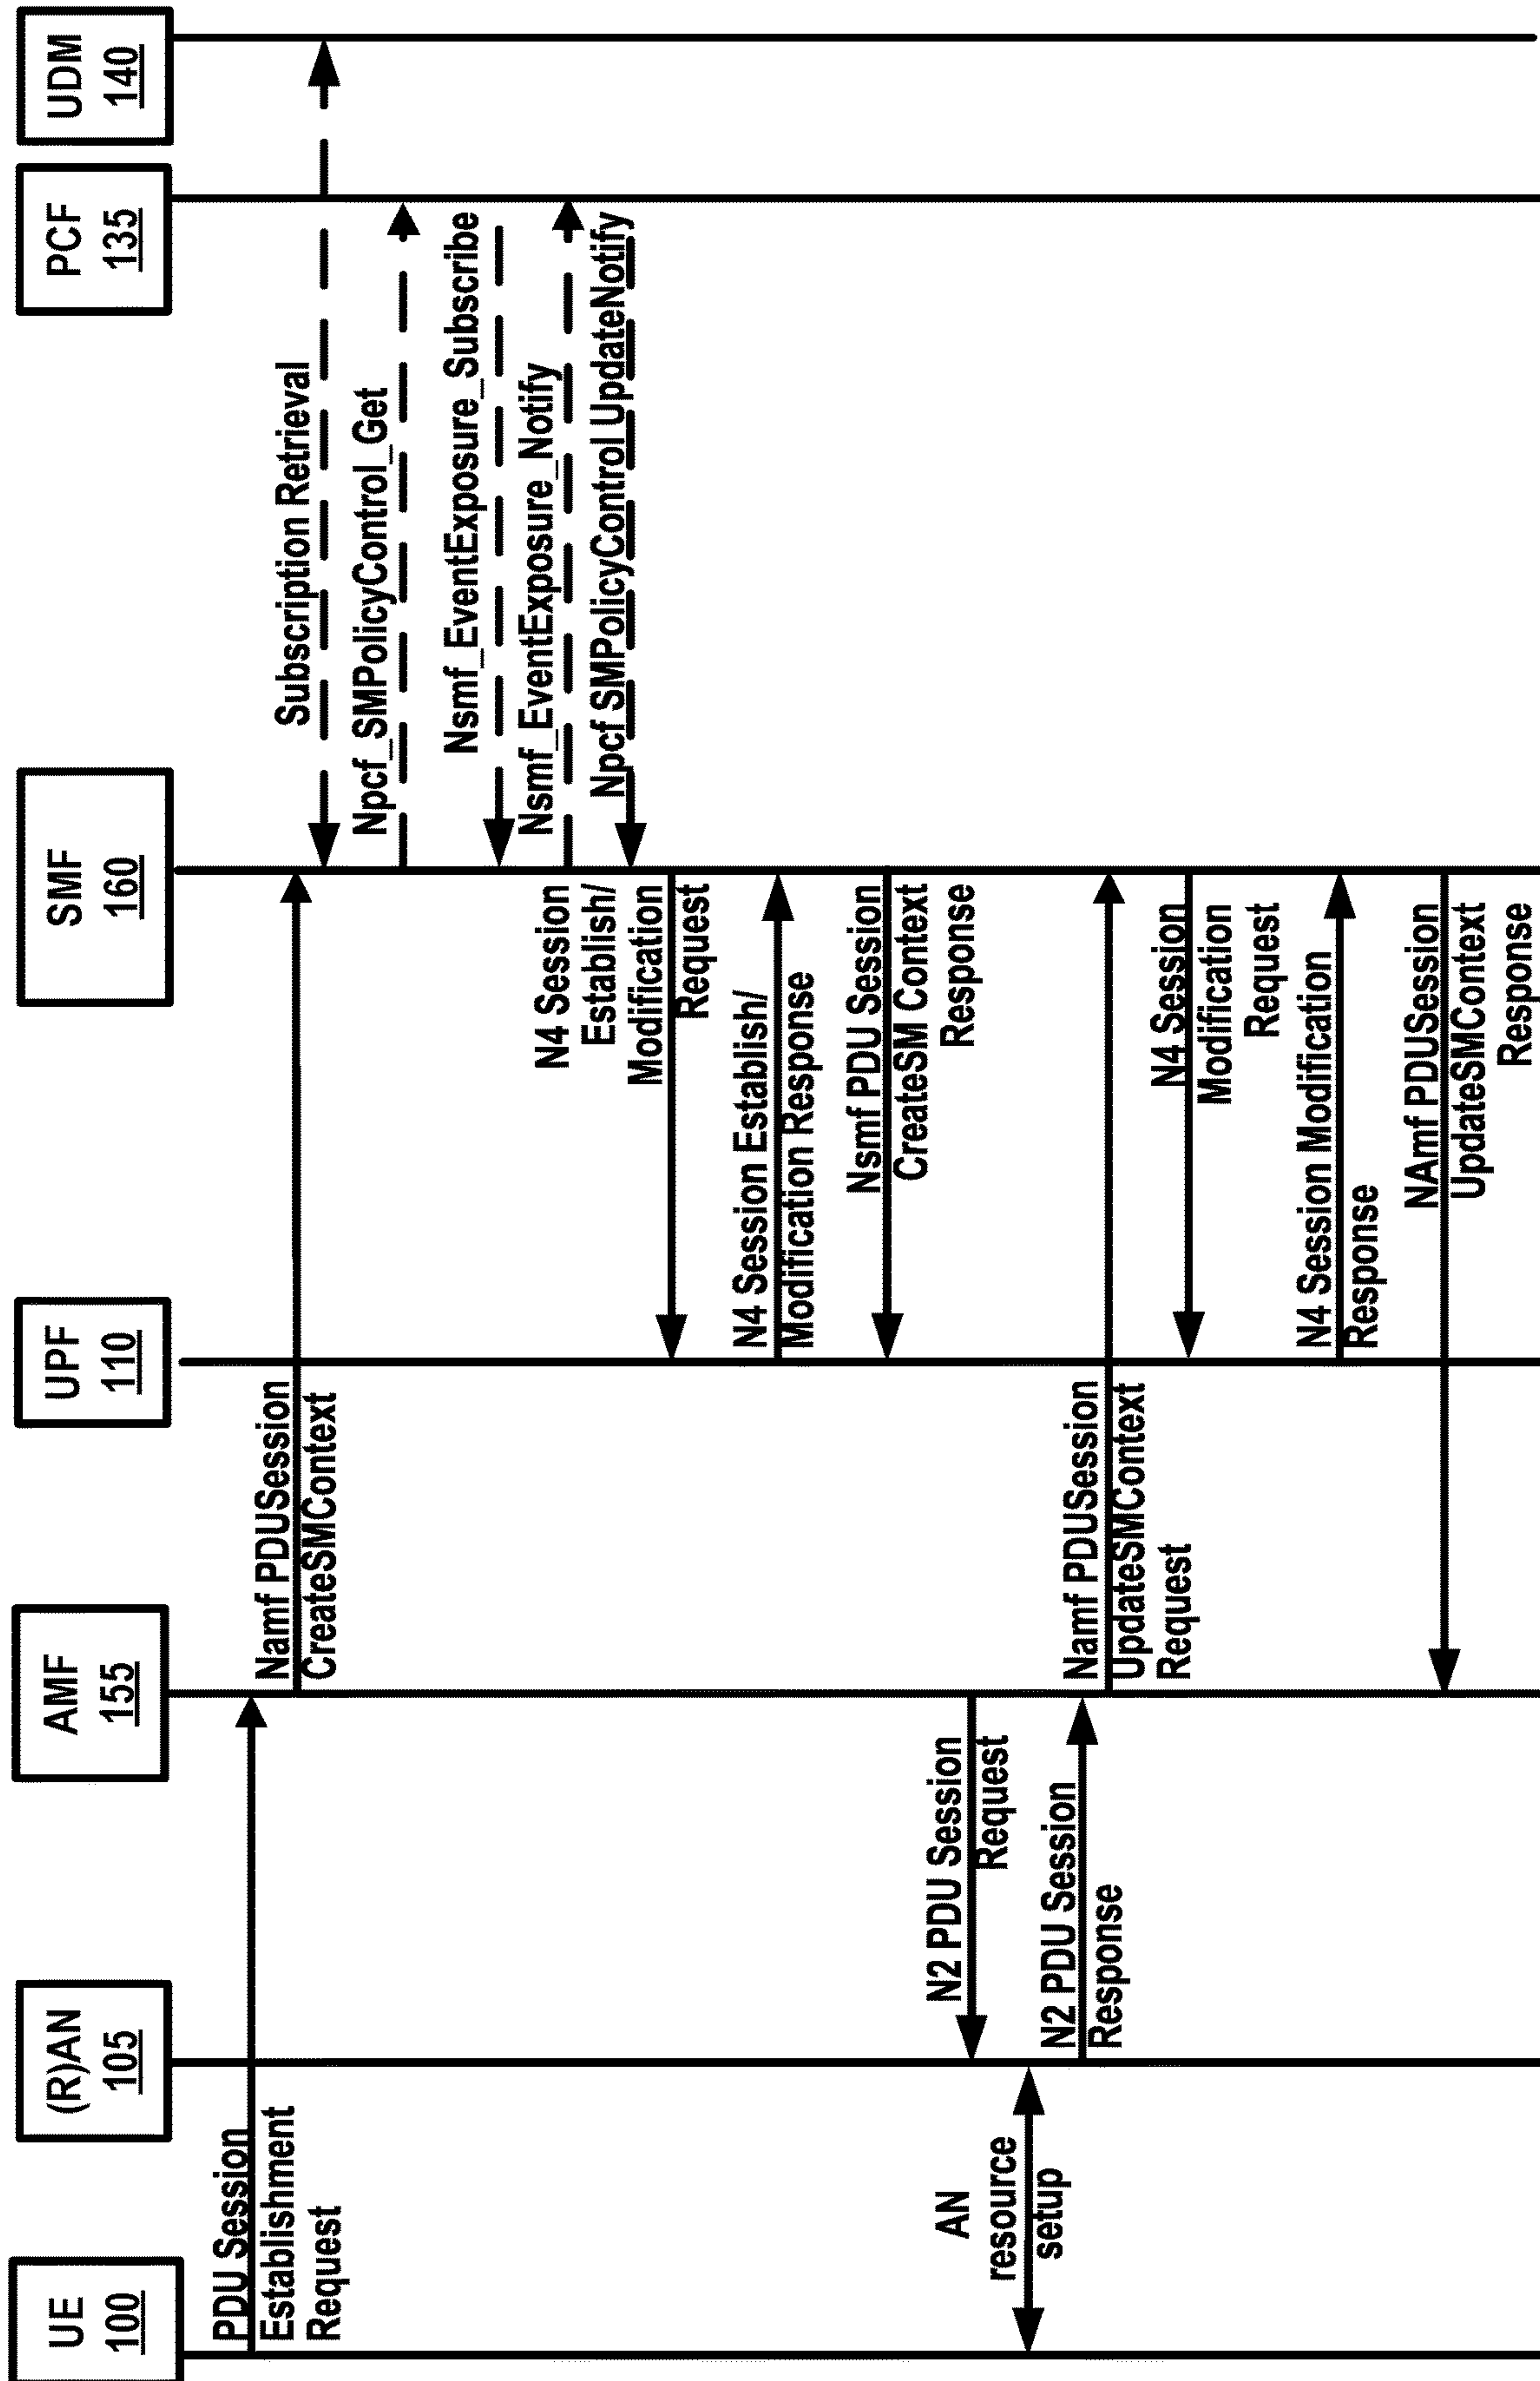 UE
100
(R)AN
105
AMF
155
UPF
110
SMF
160
PCF
135
UDM
140
PDU Session
Establishment
Request
Namf PDUSession
CreateSMContext
Subscription Retrieval
Npcf_SMPolicyControl_Get
Nsmf_EventExposure_Subscribe
Nsmf_EventExposure_Notify
Npcf SMPolicyControl UpdateNotify
N4 Session
Establish/
Modification
Request
N4 Session Establish/
Modification Response
Nsmf PDU Session
CreateSM Context
Response
N2 PDU Session
Request
AN
resource
setup
N2 PDU Session
Response
Namf PDUSession
UpdateSMContext
Request
N4 Session
Modification
Request
N4 Session Modification
Response
NAmf PDUSession
UpdateSMContext
Response